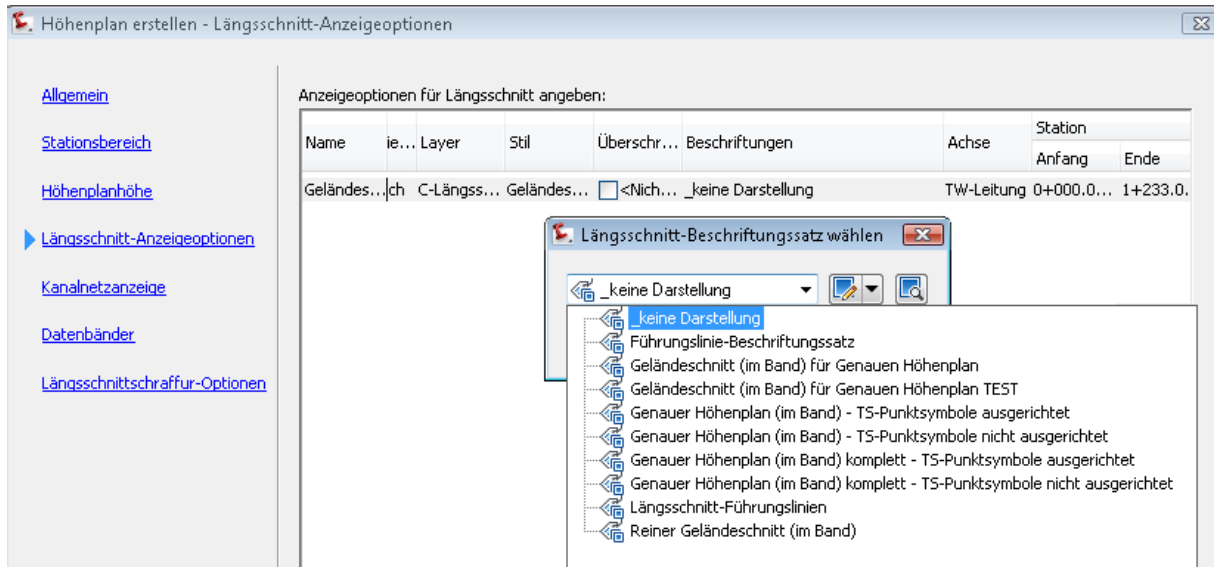 Höhenplan erstellen - Längsschnitt-Anzeigeoptionen
Allgemein
Stationsbereich
Höhenplanhöhe
Längsschnitt-Anzeigeoptionen
Kanalnetzanzeige
Datenbänder
Längsschnittschraffur-Optionen
Anzeigeoptionen für Längsschnitt angeben:
Name ie... Layer Stil Überschr... Beschriftungen Achse Station
Anfang Ende
Geländes... ch C-Längss... Geländes... <Nich... _keine Darstellung TW-Leitung 0+000.0... 1+233.0.
Längsschnitt-Beschriftungssatz wählen
_keine Darstellung
_keine Darstellung
Führungslinie-Beschriftungssatz
Geländeschnitt (im Band) für Genauen Höhenplan
Geländeschnitt (im Band) für Genauen Höhenplan TEST
Genauer Höhenplan (im Band) - TS-Punktsymbole ausgerichtet
Genauer Höhenplan (im Band) - TS-Punktsymbole nicht ausgerichtet
Genauer Höhenplan (im Band) komplett - TS-Punktsymbole ausgerichtet
Genauer Höhenplan (im Band) komplett - TS-Punktsymbole nicht ausgerichtet
Längsschnitt-Führungslinien
Reiner Geländeschnitt (im Band)